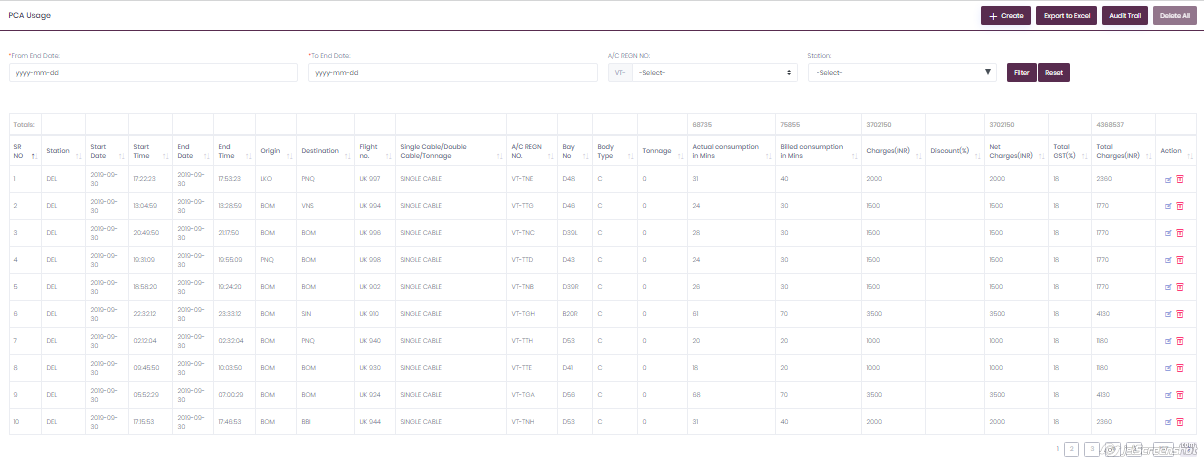 PCA Usage
+ Create Export to Excel Audit Trail Delete All
*From End Date: *To End Date: A/C REGN NO: Station:
yyyy-mm-dd yyyy-mm-dd VT- -Select- -Select- Filter Reset
Totals: 68735 75855 3702150 3702150 4368537
SR NO Station Start Date Start Time End Date End Time Origin Destination Flight no. Single Cable/Double Cable/Tonnage A/C REGN NO. Bay No Body Type Tonnage Actual consumption in Mins Billed consumption in Mins Charges(INR) Discount(%) Net Charges(INR) Total GST(%) Total Charges(INR) Action
1 DEL 2019-09-30 17:22:23 2019-09-30 17:53:23 LKO PNQ UK 997 SINGLE CABLE VT-TNE D48 C 0 31 40 2000 2000 18 2360
2 DEL 2019-09-30 13:04:59 2019-09-30 13:28:59 BOM VNS UK 994 SINGLE CABLE VT-TTG D46 C 0 24 30 1500 1500 18 1770
3 DEL 2019-09-30 20:49:50 2019-09-30 21:17:50 BOM BOM UK 996 SINGLE CABLE VT-TNC D39L C 0 28 30 1500 1500 18 1770
4 DEL 2019-09-30 19:31:09 2019-09-30 19:55:09 PNQ BOM UK 998 SINGLE CABLE VT-TTD D43 C 0 24 30 1500 1500 18 1770
5 DEL 2019-09-30 18:58:20 2019-09-30 19:24:20 BOM BOM UK 902 SINGLE CABLE VT-TNB D39R C 0 26 30 1500 1500 18 1770
6 DEL 2019-09-30 22:32:12 2019-09-30 23:33:12 BOM SIN UK 910 SINGLE CABLE VT-TGH B20R C 0 61 70 3500 3500 18 4130
7 DEL 2019-09-30 02:12:04 2019-09-30 02:32:04 BOM PNQ UK 940 SINGLE CABLE VT-TTH D53 C 0 20 20 1000 1000 18 1180
8 DEL 2019-09-30 09:45:50 2019-09-30 10:03:50 BOM BOM UK 930 SINGLE CABLE VT-TTE D41 C 0 18 20 1000 1000 18 1180
9 DEL 2019-09-30 05:52:29 2019-09-30 07:00:29 BOM BOM UK 924 SINGLE CABLE VT-TGA D56 C 0 68 70 3500 3500 18 4130
10 DEL 2019-09-30 17:15:53 2019-09-30 17:46:53 BOM BBI UK 944 SINGLE CABLE VT-TNH D53 C 0 31 40 2000 2000 18 2360
1 2 3